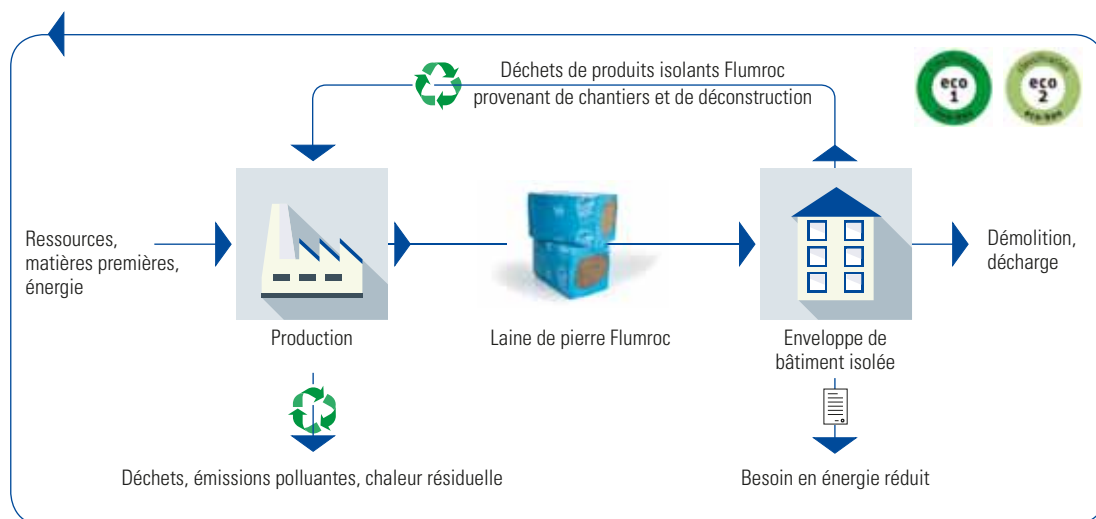 Déchets de produits isolants Flumroc
provenant de chantiers et de déconstruction
eco
1
eco
2
Ressources,
matières premières,
énergie
Démolition,
décharge
Production
Laine de pierre Flumroc
Enveloppe de
bâtiment isolée
Déchets, émissions polluantes, chaleur résiduelle
Besoin en énergie réduit